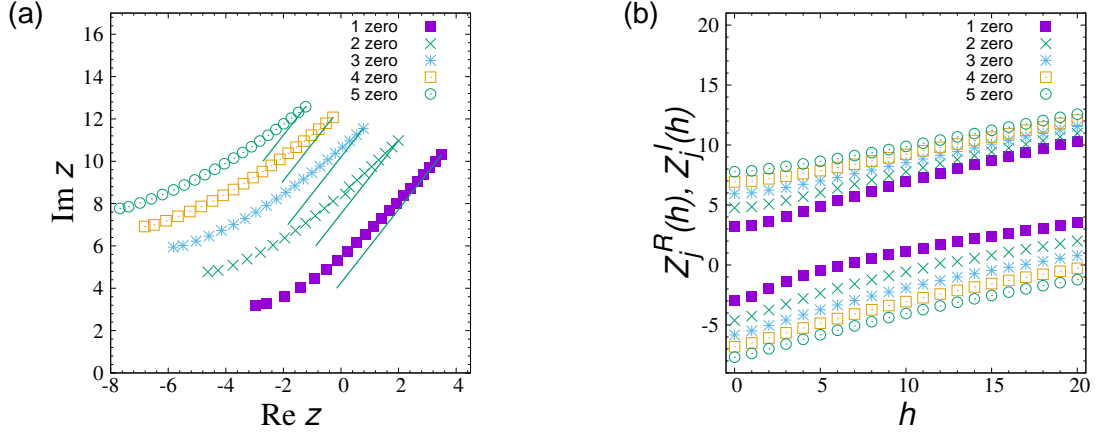 (a)
16
14
12
10
8
6
4
2
0
-8 -6 -4 -2 0 2 4
Im z
Re z
1 zero
2 zero
3 zero
4 zero
5 zero
(b)
20
15
10
5
0
-5
0 5 10 15 20
Z_j^R(h), Z_j^I(h)
h
1 zero
2 zero
3 zero
4 zero
5 zero